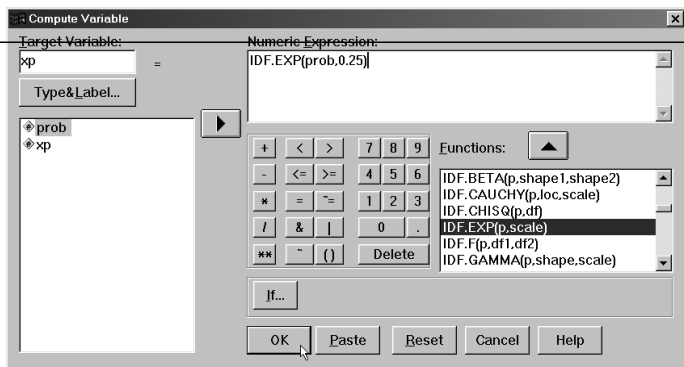 Compute Variable
Target Variable:
xp
=
Numeric Expression:
IDF.EXP(prob,0.25)
Type&Label...
prob
xp
+ < > 7 8 9
- <= >= 4 5 6
* = ~= 1 2 3
/ & | 0 .
** ~ () Delete
Functions:
IDF.BETA(p,shape1,shape2)
IDF.CAUCHY(p,loc,scale)
IDF.CHISQ(p,df)
IDF.EXP(p,scale)
IDF.F(p,df1,df2)
IDF.GAMMA(p,shape,scale)
If...
OK Paste Reset Cancel Help